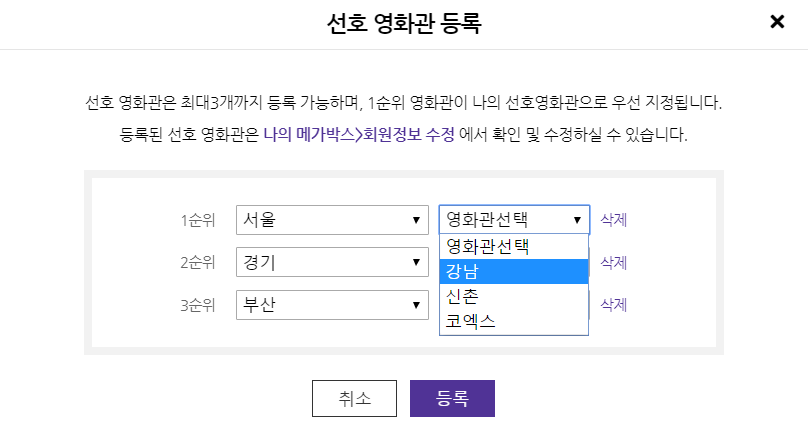 선호 영화관 등록
선호 영화관은 최대3개까지 등록 가능하며, 1순위 영화관이 나의 선호영화관으로 우선 지정됩니다.
등록된 선호 영화관은 나의 메가박스>회원정보 수정 에서 확인 및 수정하실 수 있습니다.
1순위 서울 영화관선택 삭제
영화관선택
2순위 경기 강남 삭제
신촌
3순위 부산 삭제
코엑스
취소 등록